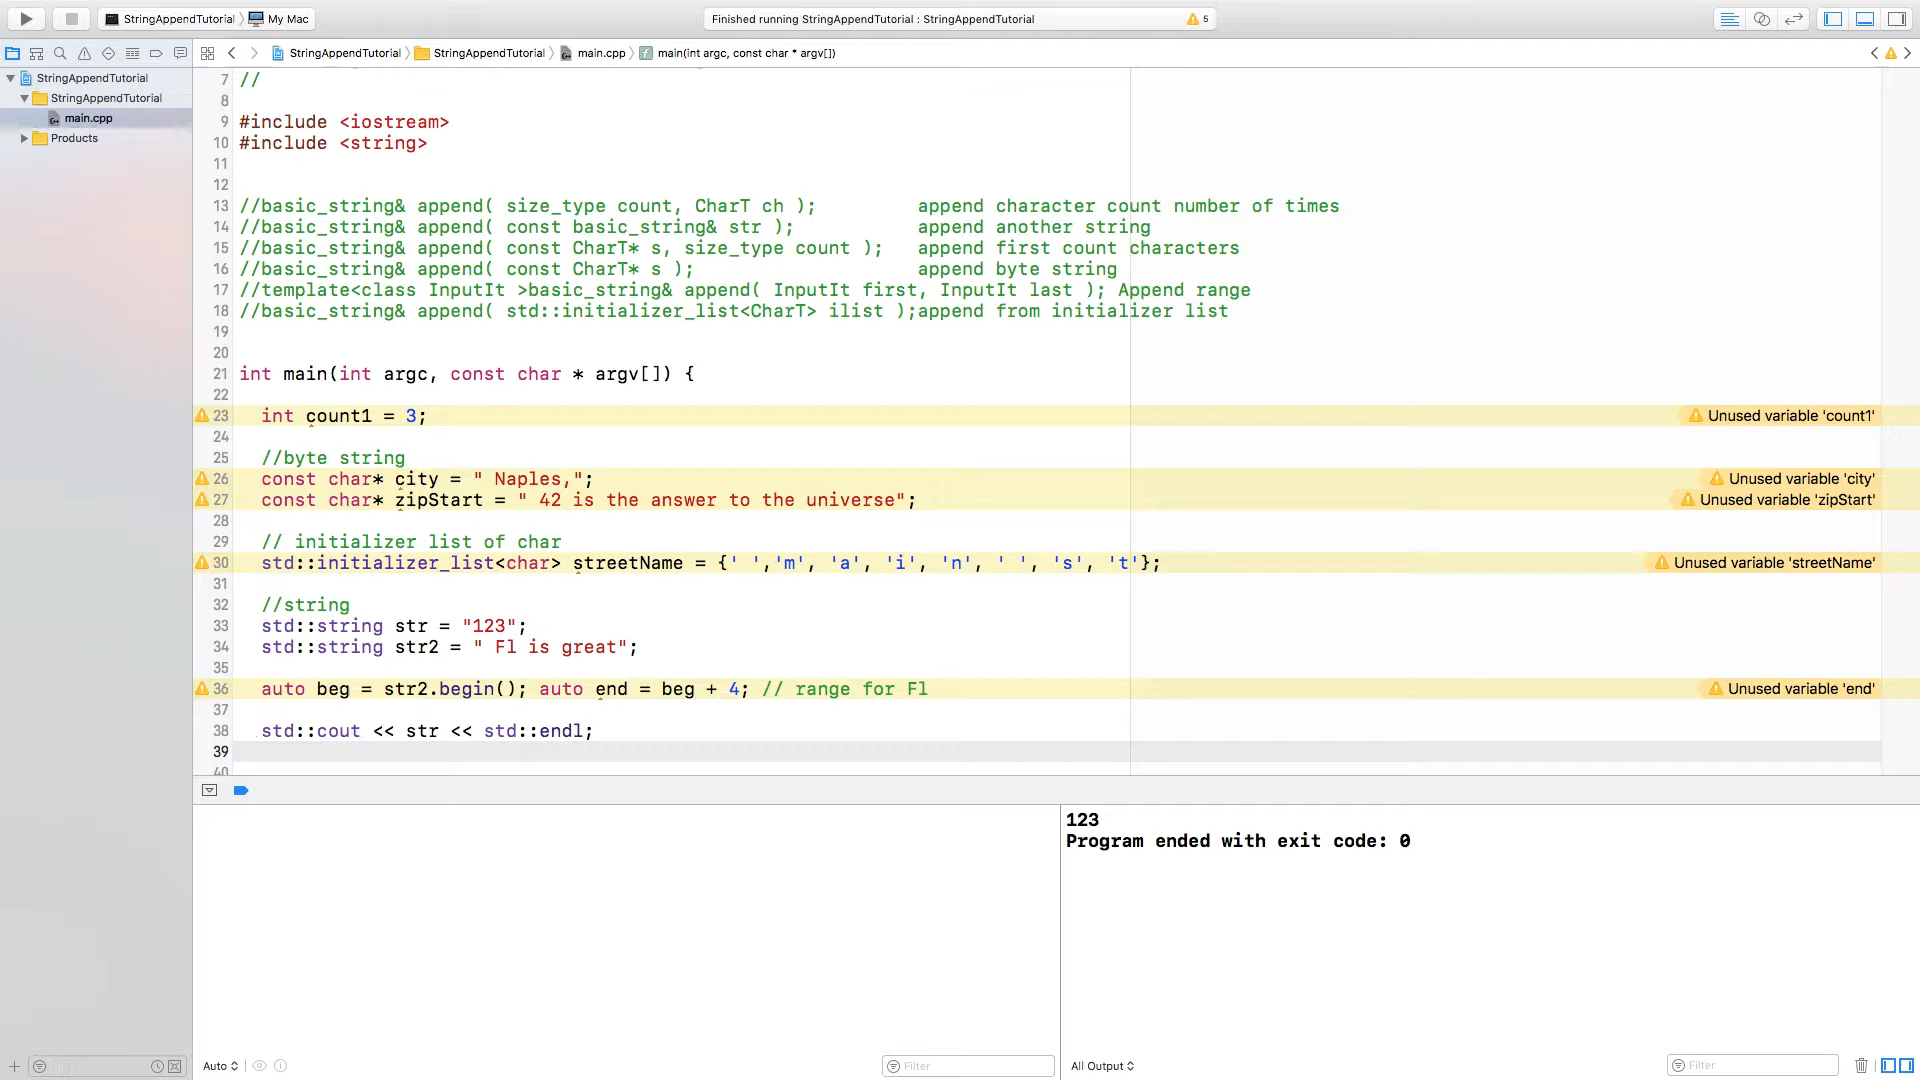 StringAppendTutorial My Mac
Finished running StringAppendTutorial : StringAppendTutorial 5
StringAppendTutorial StringAppendTutorial main.cpp main(int argc, const char * argv[])
StringAppendTutorial
StringAppendTutorial
main.cpp
Products
7 //
8
9 #include <iostream>
10 #include <string>
11
12
13 //basic_string& append( size_type count, CharT ch ); append character count number of times
14 //basic_string& append( const basic_string& str ); append another string
15 //basic_string& append( const CharT* s, size_type count ); append first count characters
16 //basic_string& append( const CharT* s ); append byte string
17 //template<class InputIt >basic_string& append( InputIt first, InputIt last ); Append range
18 //basic_string& append( std::initializer_list<CharT> ilist );append from initializer list
19
20
21 int main(int argc, const char * argv[]) {
22
23 int count1 = 3; Unused variable 'count1'
24
25 //byte string
26 const char* city = " Naples,"; Unused variable 'city'
27 const char* zipStart = " 42 is the answer to the universe"; Unused variable 'zipStart'
28
29 // initializer list of char
30 std::initializer_list<char> streetName = {' ','m', 'a', 'i', 'n', ' ', 's', 't'}; Unused variable 'streetName'
31
32 //string
33 std::string str = "123";
34 std::string str2 = " Fl is great";
35
36 auto beg = str2.begin(); auto end = beg + 4; // range for Fl Unused variable 'end'
37
38 std::cout << str << std::endl;
39
40
123
Program ended with exit code: 0
Auto Filter All Output Filter